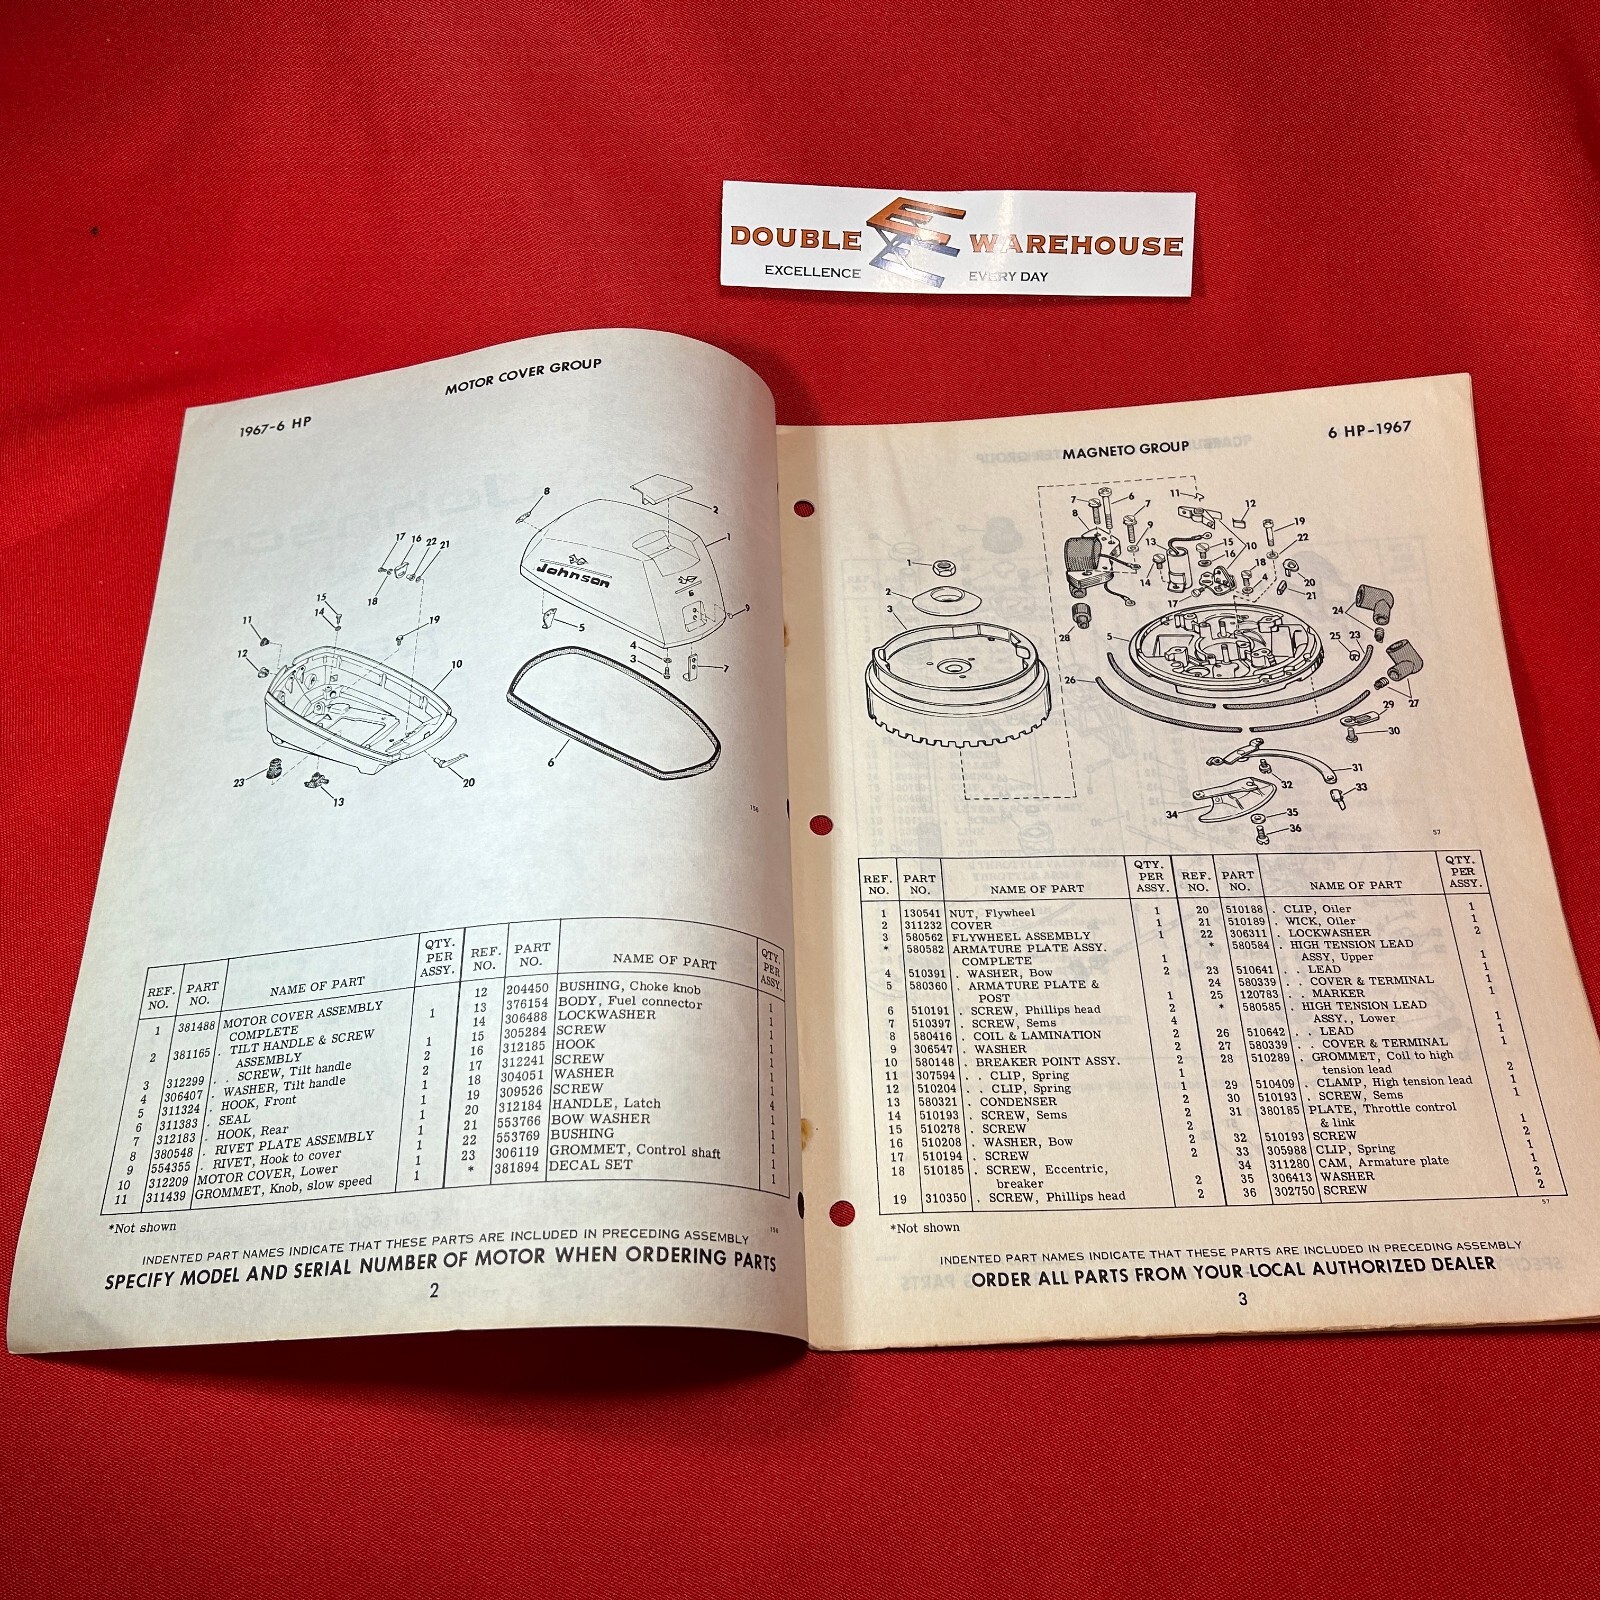 DOUBLE WAREHOUSE
EXCELLENCE EVERY DAY
MOTOR COVER GROUP
1967-6 HP
Johnson
6
156
REF. NO. PART NO. NAME OF PART QTY. PER ASSY.
1 381488 MOTOR COVER ASSEMBLY COMPLETE 1
2 381165 . TILT HANDLE & SCREW ASSEMBLY 1
3 312299 . . SCREW, Tilt handle 2
4 306407 . WASHER, Tilt handle 2
5 311324 . HOOK, Front 1
6 311383 . SEAL 1
7 312183 . HOOK, Rear 1
8 380548 . RIVET PLATE ASSEMBLY 1
9 554355 . RIVET, Hook to cover 1
10 312209 MOTOR COVER, Lower 1
11 311439 GROMMET, Knob, slow speed 1
REF. NO. PART NO. NAME OF PART QTY. PER ASSY.
12 204450 BUSHING, Choke knob 1
13 376154 BODY, Fuel connector 1
14 306488 LOCKWASHER 1
15 305284 SCREW 1
16 312185 HOOK 1
17 312241 SCREW 1
18 304051 WASHER 1
19 309526 SCREW 1
20 312184 HANDLE, Latch 4
21 553766 BOW WASHER 1
22 553769 BUSHING 1
23 306119 GROMMET, Control shaft 1
* 381894 DECAL SET 1
*Not shown
156
INDENTED PART NAMES INDICATE THAT THESE PARTS ARE INCLUDED IN PRECEDING ASSEMBLY
SPECIFY MODEL AND SERIAL NUMBER OF MOTOR WHEN ORDERING PARTS
2
6 HP-1967
MAGNETO GROUP
57
REF. NO. PART NO. NAME OF PART QTY. PER ASSY.
1 130541 NUT, Flywheel 1
2 311232 COVER 1
3 580562 FLYWHEEL ASSEMBLY 1
* 580582 ARMATURE PLATE ASSY. COMPLETE 1
4 510391 . WASHER, Bow 2
5 580360 . ARMATURE PLATE & POST 1
6 510191 . SCREW, Phillips head 2
7 510397 . SCREW, Sems 4
8 580416 . COIL & LAMINATION 2
9 306547 . WASHER 2
10 580148 . BREAKER POINT ASSY. 2
11 307594 . . CLIP, Spring 1
12 510204 . . CLIP, Spring 1
13 580321 . CONDENSER 2
14 510193 . SCREW, Sems 2
15 510278 . SCREW 2
16 510208 . WASHER, Bow 2
17 510194 . SCREW 2
18 510185 . SCREW, Eccentric, breaker 2
19 310350 . SCREW, Phillips head 2
REF. NO. PART NO. NAME OF PART QTY. PER ASSY.
20 510188 . CLIP, Oiler 1
21 510189 . WICK, Oiler 1
22 306311 . LOCKWASHER 2
* 580584 . HIGH TENSION LEAD ASSY, Upper 1
23 510641 . . LEAD 1
24 580339 . . COVER & TERMINAL 1
25 120783 . . MARKER 1
* 580585 . HIGH TENSION LEAD ASSY., Lower 1
26 510642 . . LEAD 1
27 580339 . . COVER & TERMINAL 1
28 510289 . GROMMET, Coil to high tension lead 2
29 510409 . CLAMP, High tension lead 1
30 510193 . SCREW, Sems 1
31 380185 PLATE, Throttle control & link 1
32 510193 SCREW 2
33 305988 CLIP, Spring 1
34 311280 CAM, Armature plate 1
35 306413 WASHER 2
36 302750 SCREW 2
57
*Not shown
INDENTED PART NAMES INDICATE THAT THESE PARTS ARE INCLUDED IN PRECEDING ASSEMBLY
ORDER ALL PARTS FROM YOUR LOCAL AUTHORIZED DEALER
3